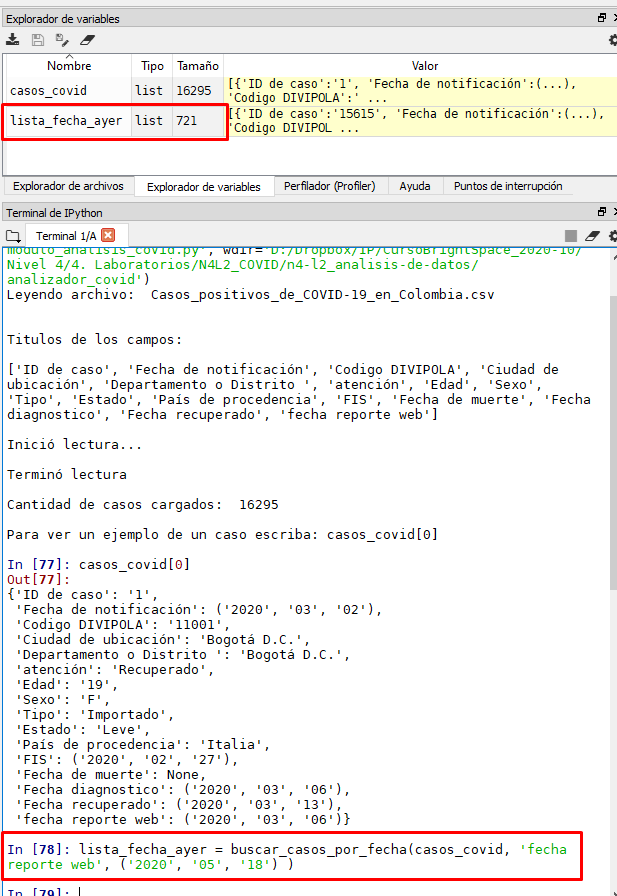 Explorador de variables
Nombre Tipo Tamaño Valor
casos_covid list 16295 [{'ID de caso':'1', 'Fecha de notificación':(...),
'Codigo DIVIPOLA':' ...
lista_fecha_ayer list 721 [{'ID de caso':'15615', 'Fecha de notificación':(...),
'Codigo DIVIPOL ...
Explorador de archivos Explorador de variables Perfilador (Profiler) Ayuda Puntos de interrupción
Terminal de IPython
Terminal 1/A
modulo_analisis_covid.py', wdir='D:/Dropbox/IP/CursoBrightSpace_2020-10/
Nivel 4/4. Laboratorios/N4L2_COVID/n4-l2_analisis-de-datos/
analizador_covid')
Leyendo archivo:  Casos_positivos_de_COVID-19_en_Colombia.csv
Titulos de los campos:
['ID de caso', 'Fecha de notificación', 'Codigo DIVIPOLA', 'Ciudad de
ubicación', 'Departamento o Distrito ', 'atención', 'Edad', 'Sexo',
'Tipo', 'Estado', 'País de procedencia', 'FIS', 'Fecha de muerte', 'Fecha
diagnostico', 'Fecha recuperado', 'fecha reporte web']
Inició lectura...
Terminó lectura
Cantidad de casos cargados:  16295
Para ver un ejemplo de un caso escriba: casos_covid[0]
In [77]: casos_covid[0]
Out[77]:
{'ID de caso': '1',
'Fecha de notificación': ('2020', '03', '02'),
'Codigo DIVIPOLA': '11001',
'Ciudad de ubicación': 'Bogotá D.C.',
'Departamento o Distrito ': 'Bogotá D.C.',
'atención': 'Recuperado',
'Edad': '19',
'Sexo': 'F',
'Tipo': 'Importado',
'Estado': 'Leve',
'País de procedencia': 'Italia',
'FIS': ('2020', '02', '27'),
'Fecha de muerte': None,
'Fecha diagnostico': ('2020', '03', '06'),
'Fecha recuperado': ('2020', '03', '13'),
'fecha reporte web': ('2020', '03', '06')}
In [78]: lista_fecha_ayer = buscar_casos_por_fecha(casos_covid, 'fecha
reporte web', ('2020', '05', '18') )
In [79]: